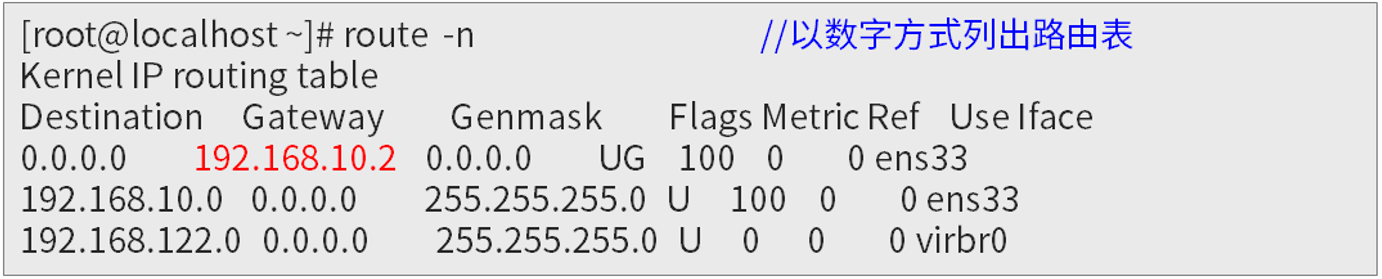 [root@localhost ~]# route -n //以数字方式列出路由表
Kernel IP routing table
Destination Gateway Genmask Flags Metric Ref Use Iface
0.0.0.0 192.168.10.2 0.0.0.0 UG 100 0 0 ens33
192.168.10.0 0.0.0.0 255.255.255.0 U 100 0 0 ens33
192.168.122.0 0.0.0.0 255.255.255.0 U 0 0 0 virbr0